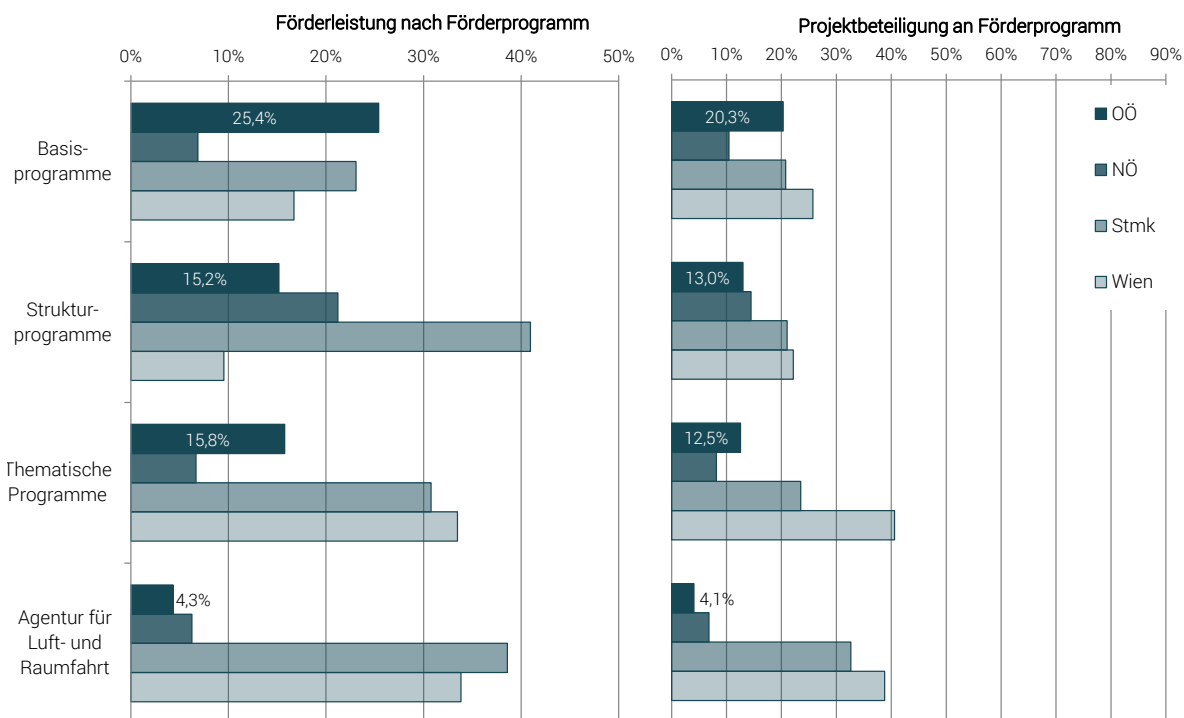 Förderleistung nach Förderprogramm
0% 10% 20% 30% 40% 50%
Basis-
programme
25,4%
Struktur-
programme
15,2%
Thematische
Programme
15,8%
Agentur für
Luft- und
Raumfahrt
4,3%
Projektbeteiligung an Förderprogramm
0% 10% 20% 30% 40% 50% 60% 70% 80% 90%
20,3%
13,0%
12,5%
4,1%
OÖ
NÖ
Stmk
Wien